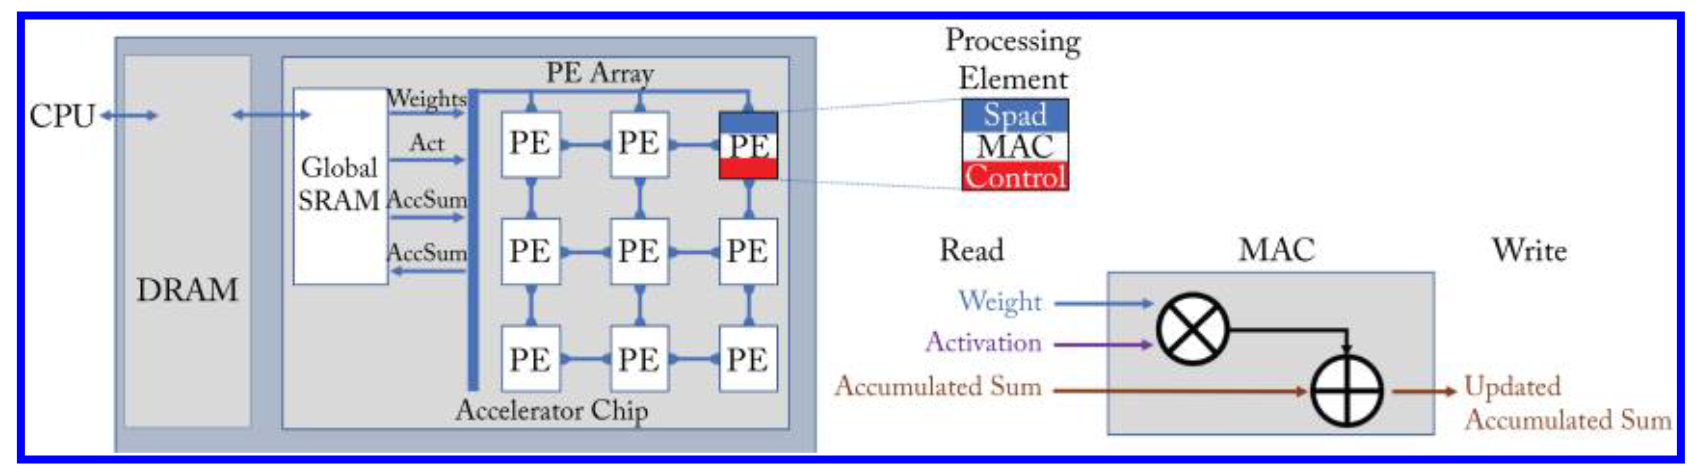 CPU
DRAM
Global
SRAM
Weights
Act
AccSum
AccSum
PE Array
PE
PE
PE
PE
PE
PE
PE
PE
PE
Accelerator Chip
Processing
Element
Spad
MAC
Control
Read
MAC
Write
Weight
Activation
Accumulated Sum
Updated
Accumulated Sum